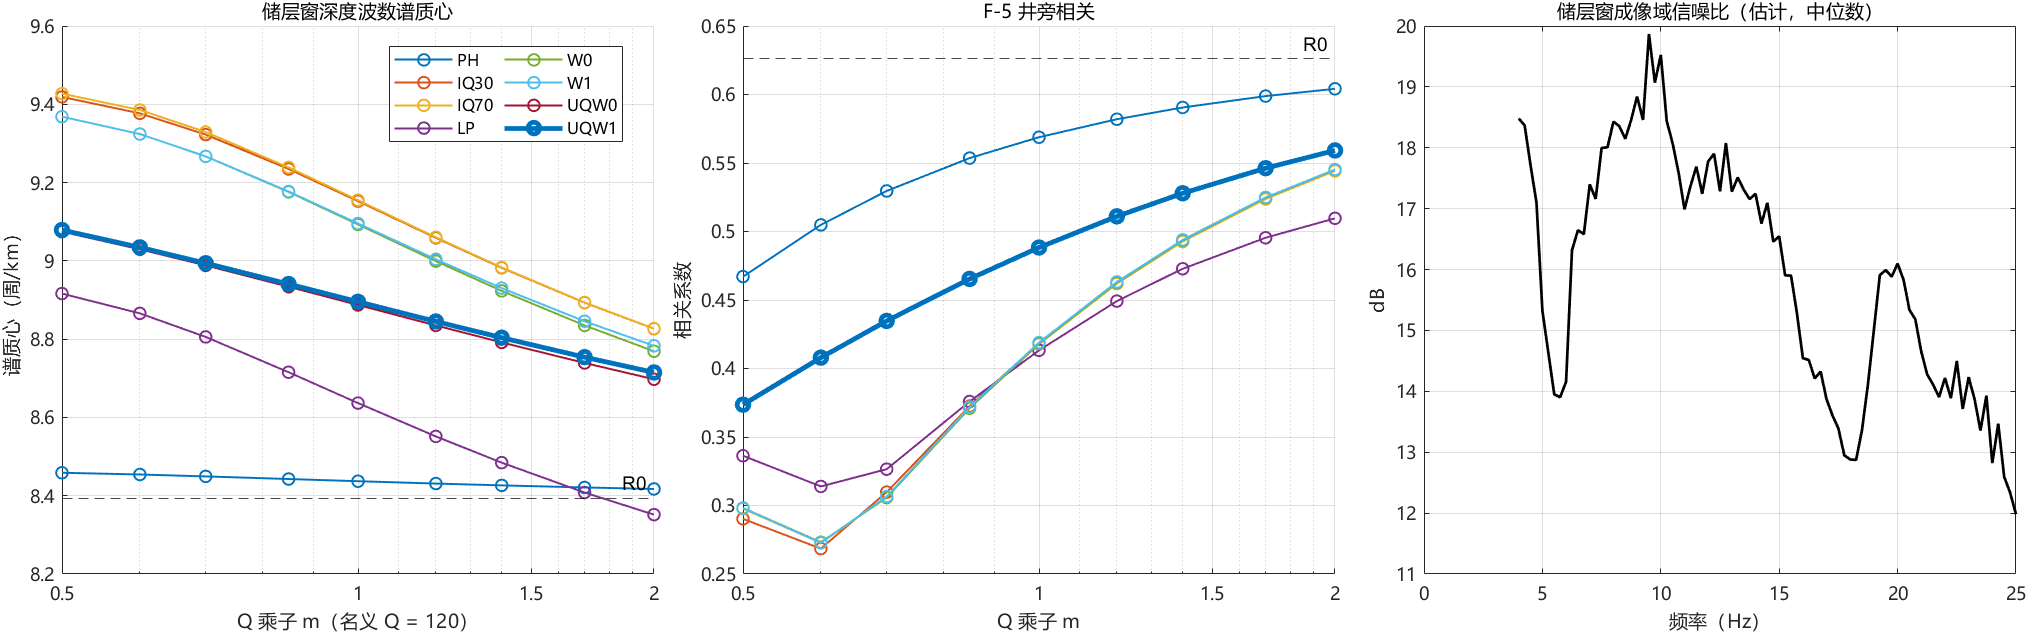 储层窗深度波数谱质心
谱质心（周/km）
9.6
9.4
9.2
9
8.8
8.6
8.4
8.2
PH
IQ30
IQ70
LP
W0
W1
UQW0
UQW1
R0
0.5
1
1.5
2
Q 乘子 m（名义 Q = 120）
F-5 井旁相关
相关系数
0.65
0.6
0.55
0.5
0.45
0.4
0.35
0.3
0.25
R0
0.5
1
1.5
2
Q 乘子 m
储层窗成像域信噪比（估计，中位数）
dB
20
19
18
17
16
15
14
13
12
11
0
5
10
15
20
25
频率（Hz）